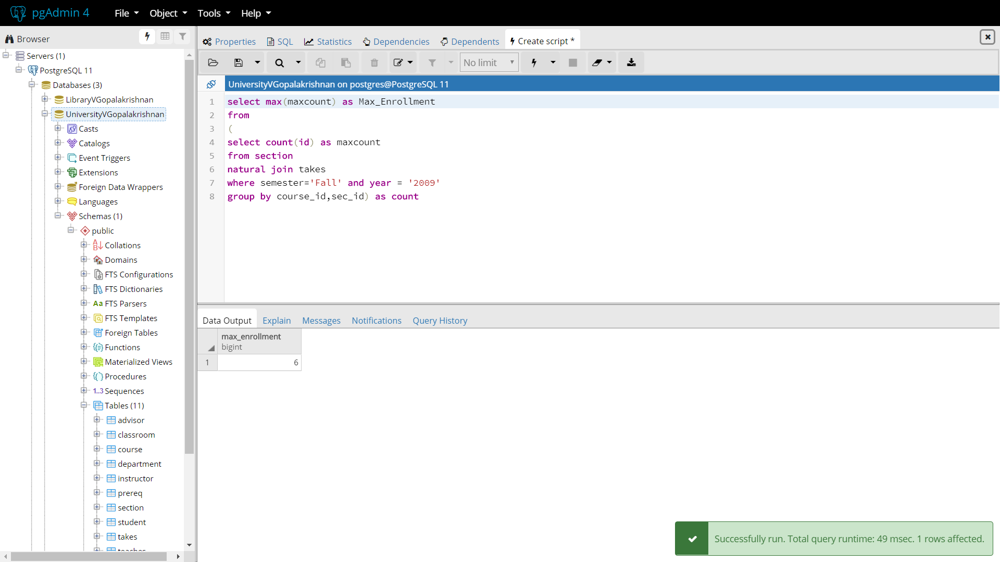 pgAdmin 4
File
Object
Tools
Help
Browser
Servers (1)
PostgreSQL 11
Databases (3)
LibraryVGopalakrishnan
UniversityVGopalakrishnan
Casts
Catalogs
Event Triggers
Extensions
Foreign Data Wrappers
Languages
Schemas (1)
public
Collations
Domains
FTS Configurations
FTS Dictionaries
Aa FTS Parsers
FTS Templates
Foreign Tables
Functions
Materialized Views
Procedures
1..3 Sequences
Tables (11)
advisor
classroom
course
department
instructor
prereq
section
student
takes
teaches
Properties
SQL
Statistics
Dependencies
Dependents
Create script *
No limit
UniversityVGopalakrishnan on postgres@PostgreSQL 11
1 select max(maxcount) as Max_Enrollment
2 from
3 (
4 select count(id) as maxcount
5 from section
6 natural join takes
7 where semester='Fall' and year = '2009'
8 group by course_id,sec_id) as count
Data Output
Explain
Messages
Notifications
Query History
max_enrollment
bigint
1 6
Successfully run. Total query runtime: 49 msec. 1 rows affected.